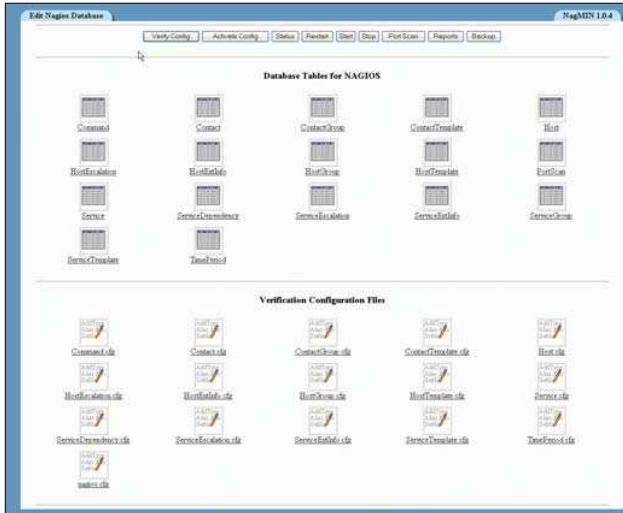 Edit Nagios Database
NagMIN 1.0.4
Verify Config Activate Config Status Restart Start Stop Port Scan Reports Backup
Database Tables for NAGIOS
Command Contact ContactGroup ContactTemplate Host
HostEscalation HostExtInfo HostGroup HostTemplate PortScan
Service ServiceDependency ServiceEscalation ServiceExtInfo ServiceGroup
ServiceTemplate TimePeriod
Verification Configuration Files
Command.cfg Contact.cfg ContactGroup.cfg ContactTemplate.cfg Host.cfg
HostEscalation.cfg HostExtInfo.cfg HostGroup.cfg HostTemplate.cfg Service.cfg
ServiceDependency.cfg ServiceEscalation.cfg ServiceExtInfo.cfg ServiceTemplate.cfg TimePeriod.cfg
nagios.cfg